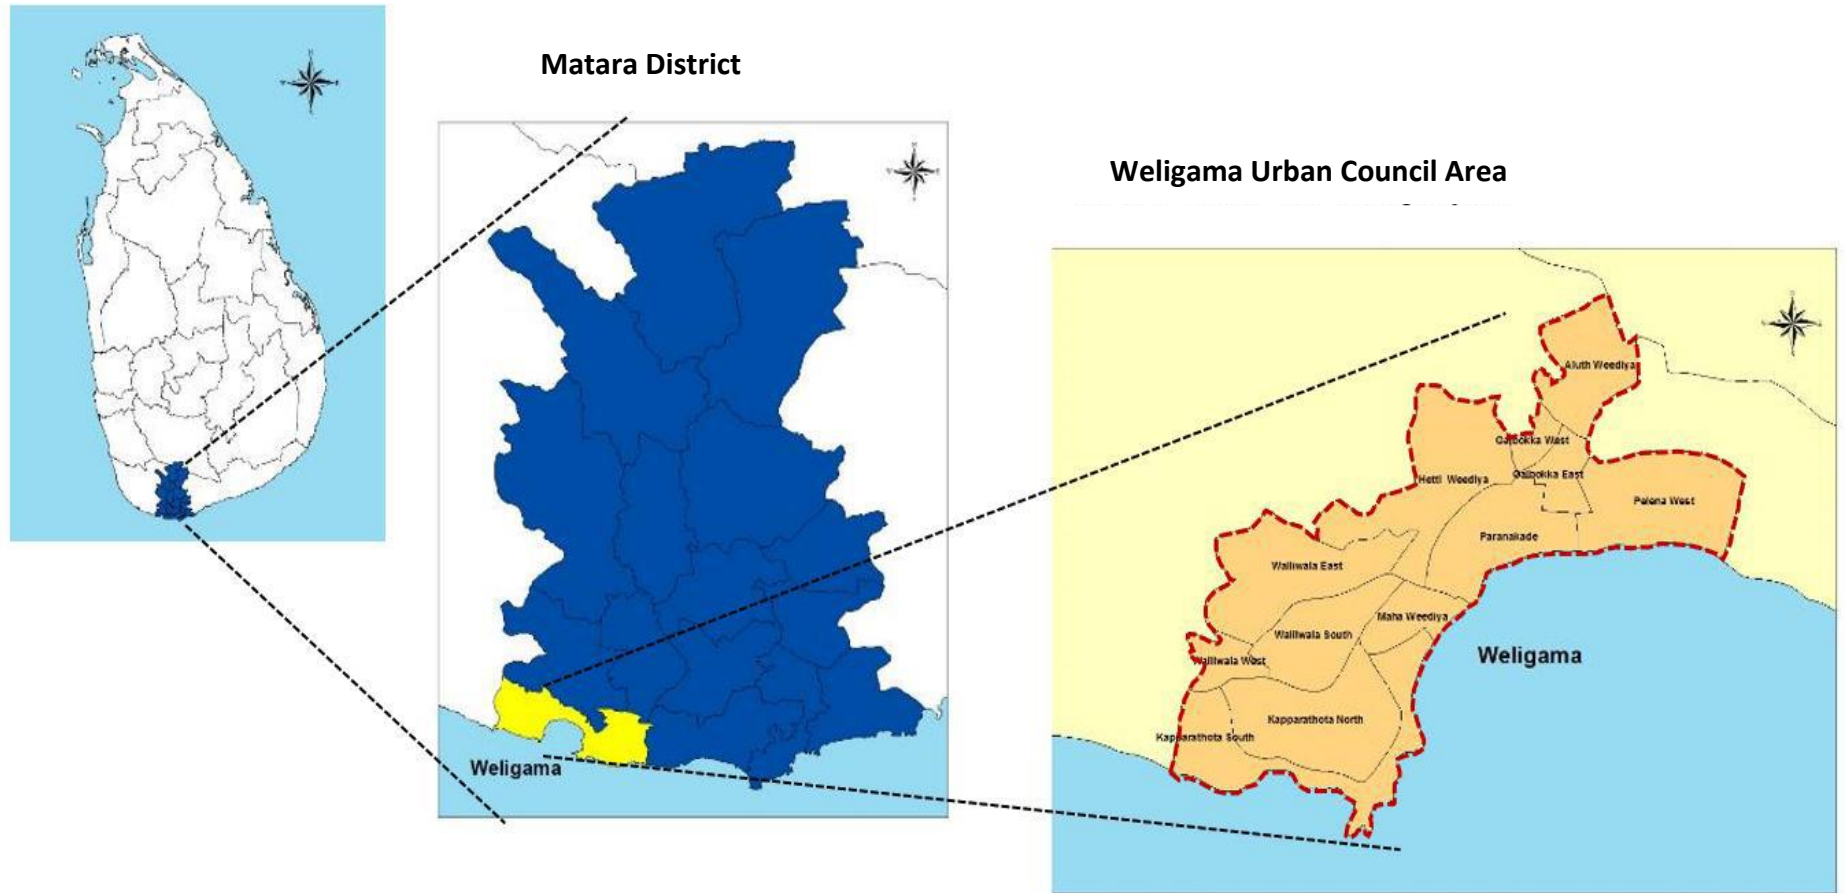 Matara District
Weligama Urban Council Area
Aluth Weediya
Galbokka West
Galbokka East
Hetti Weediya
Pelena West
Paranakade
Walliwala East
Maha Weediya
Walliwala South
Weligama
Walliwala West
Kapparathota North
Kapparathota South
Weligama